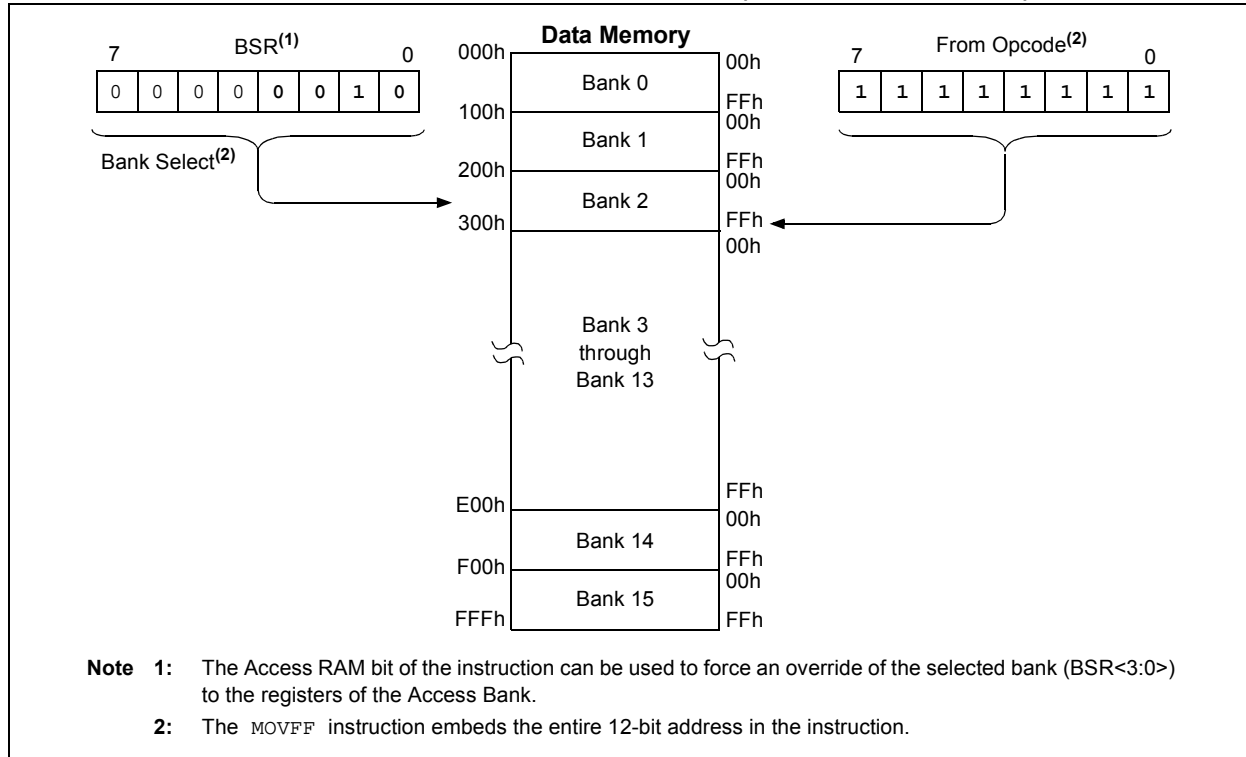 Data Memory
7 BSR(1) 0
0 0 0 0 0 0 1 0
Bank Select(2)
000h
100h
200h
300h
E00h
F00h
FFFh
Bank 0
Bank 1
Bank 2
Bank 3
through
Bank 13
Bank 14
Bank 15
00h
FFh
00h
FFh
00h
FFh
00h
FFh
00h
FFh
00h
FFh
7 From Opcode(2) 0
1 1 1 1 1 1 1 1
Note 1: The Access RAM bit of the instruction can be used to force an override of the selected bank (BSR<3:0>)
to the registers of the Access Bank.
2: The MOVFF instruction embeds the entire 12-bit address in the instruction.